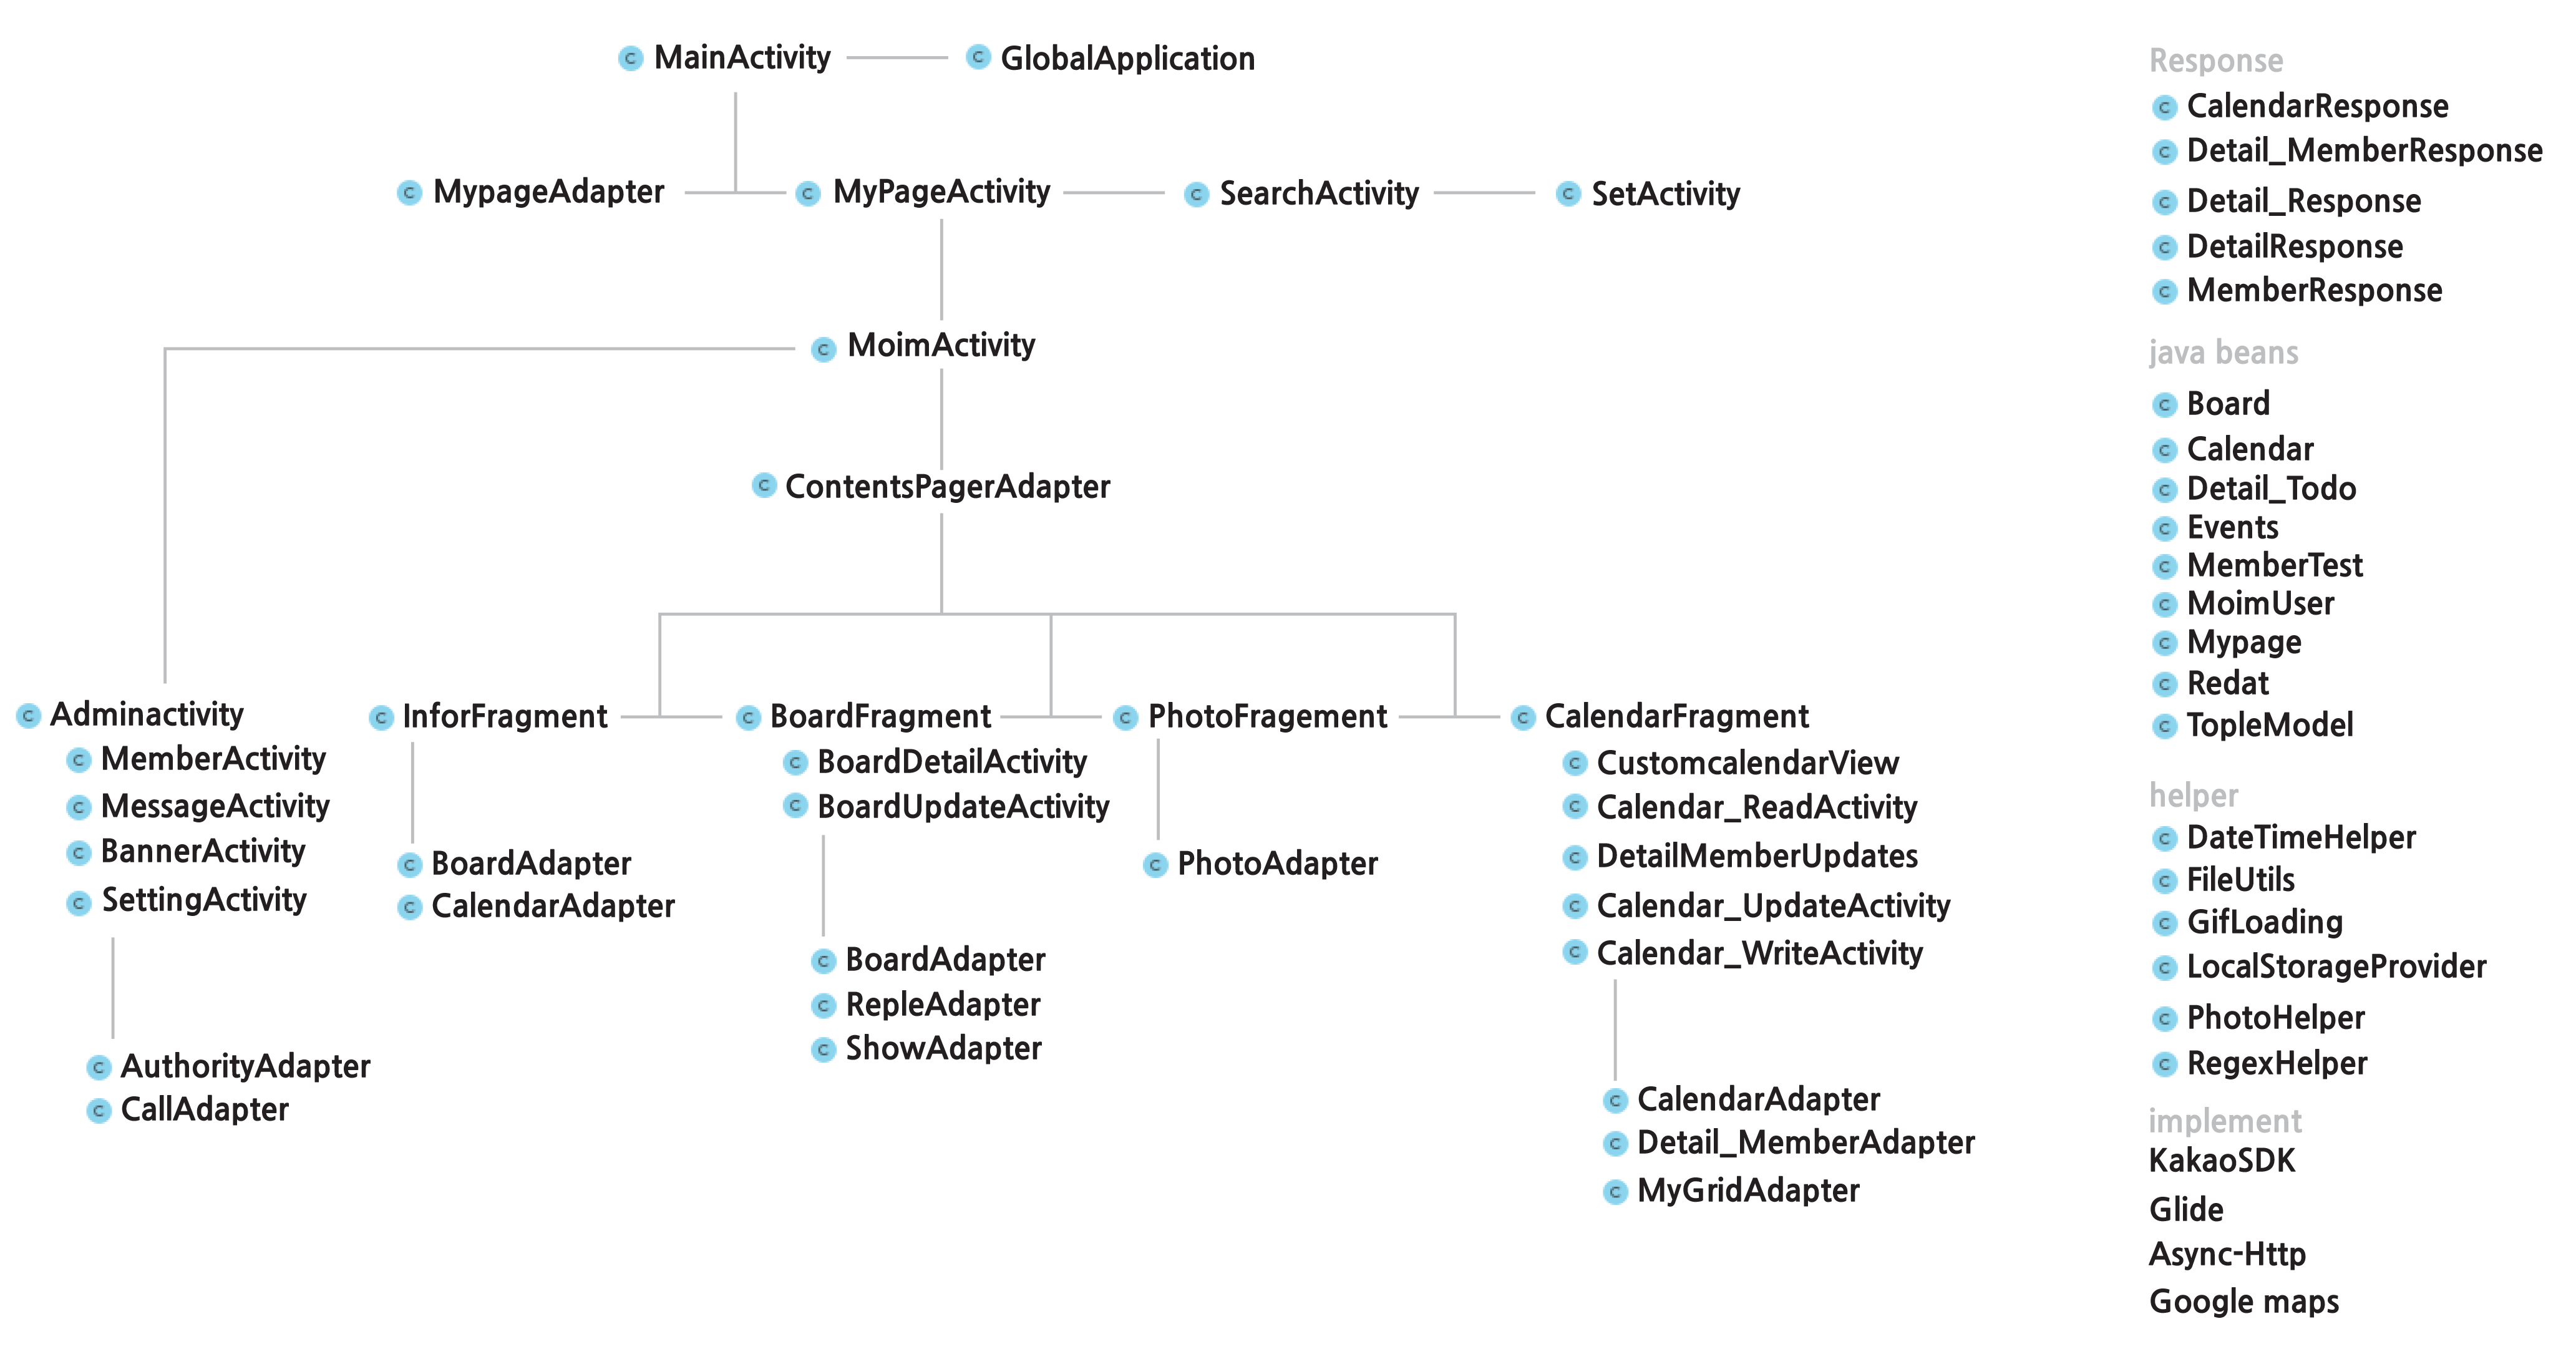 MainActivity
GlobalApplication
MypageAdapter
MyPageActivity
SearchActivity
SetActivity
MoimActivity
ContentsPagerAdapter
Adminactivity
MemberActivity
MessageActivity
BannerActivity
SettingActivity
AuthorityAdapter
CallAdapter
InforFragment
BoardAdapter
CalendarAdapter
BoardFragment
BoardDetailActivity
BoardUpdateActivity
BoardAdapter
RepleAdapter
ShowAdapter
PhotoFragement
PhotoAdapter
CalendarFragment
CustomcalendarView
Calendar_ReadActivity
DetailMemberUpdates
Calendar_UpdateActivity
Calendar_WriteActivity
CalendarAdapter
Detail_MemberAdapter
MyGridAdapter
Response
CalendarResponse
Detail_MemberResponse
Detail_Response
DetailResponse
MemberResponse
java beans
Board
Calendar
Detail_Todo
Events
MemberTest
MoimUser
Mypage
Redat
TopleModel
helper
DateTimeHelper
FileUtils
GifLoading
LocalStorageProvider
PhotoHelper
RegexHelper
implement
KakaoSDK
Glide
Async-Http
Google maps